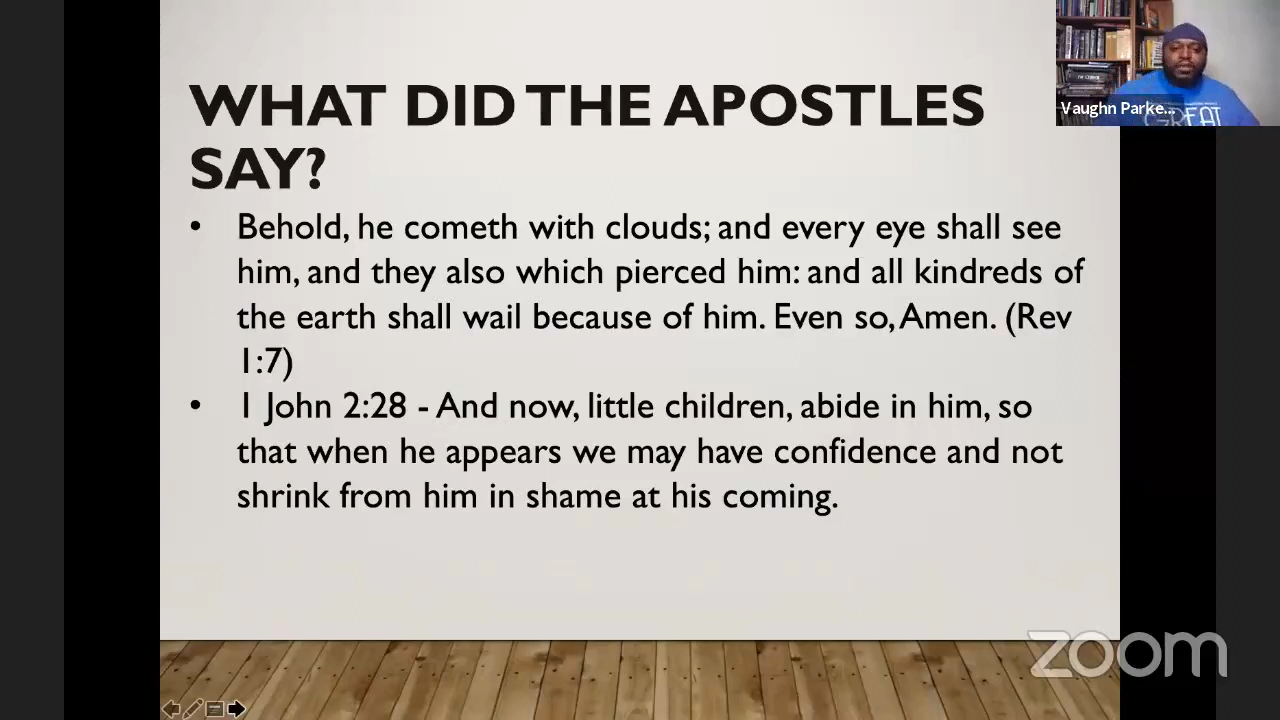 WHAT DID THE APOSTLES
SAY?
• Behold, he cometh with clouds; and every eye shall see
him, and they also which pierced him: and all kindreds of
the earth shall wail because of him. Even so, Amen. (Rev
1:7)
• 1 John 2:28 - And now, little children, abide in him, so
that when he appears we may have confidence and not
shrink from him in shame at his coming.
Vaughn Parke...
GREAT
zoom